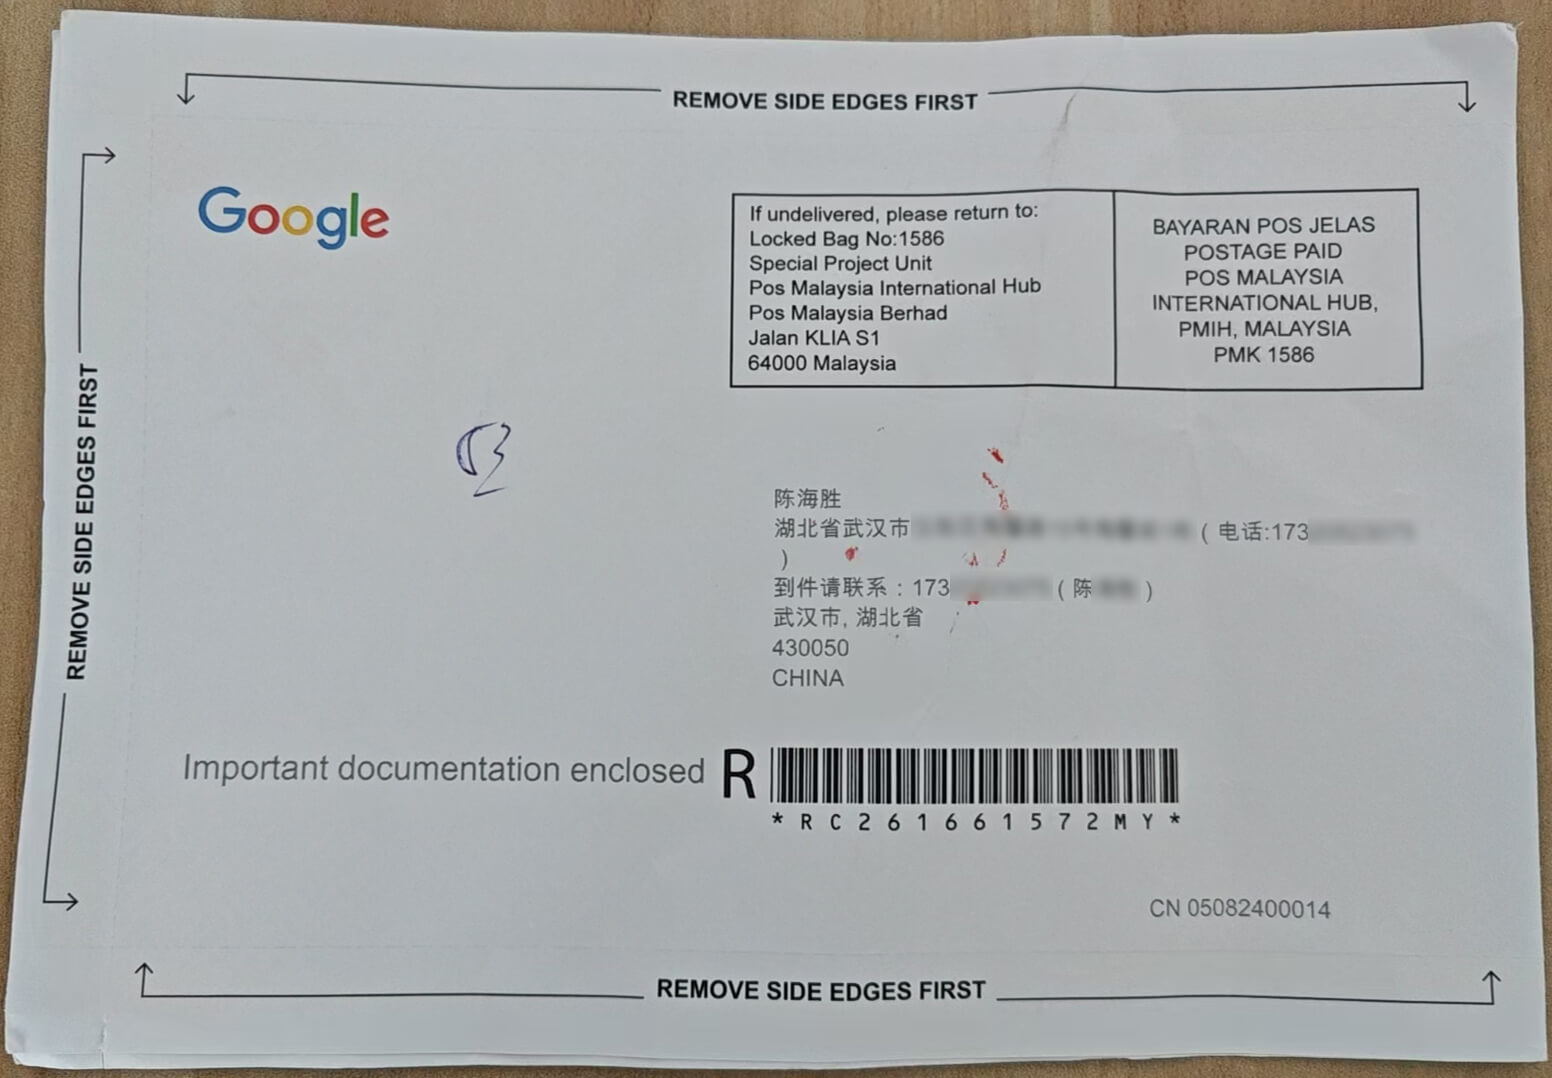 REMOVE SIDE EDGES FIRST
REMOVE SIDE EDGES FIRST
Google
If undelivered, please return to:
Locked Bag No:1586
Special Project Unit
Pos Malaysia International Hub
Pos Malaysia Berhad
Jalan KLIA S1
64000 Malaysia
BAYARAN POS JELAS
POSTAGE PAID
POS MALAYSIA
INTERNATIONAL HUB,
PMIH, MALAYSIA
PMK 1586
陈海胜
湖北省武汉市 ( 电话:173
)
到件请联系：173 ( 陈 )
武汉市, 湖北省
430050
CHINA
Important documentation enclosed R
* R C 2 6 1 6 6 1 5 7 2 M Y *
CN 05082400014
REMOVE SIDE EDGES FIRST